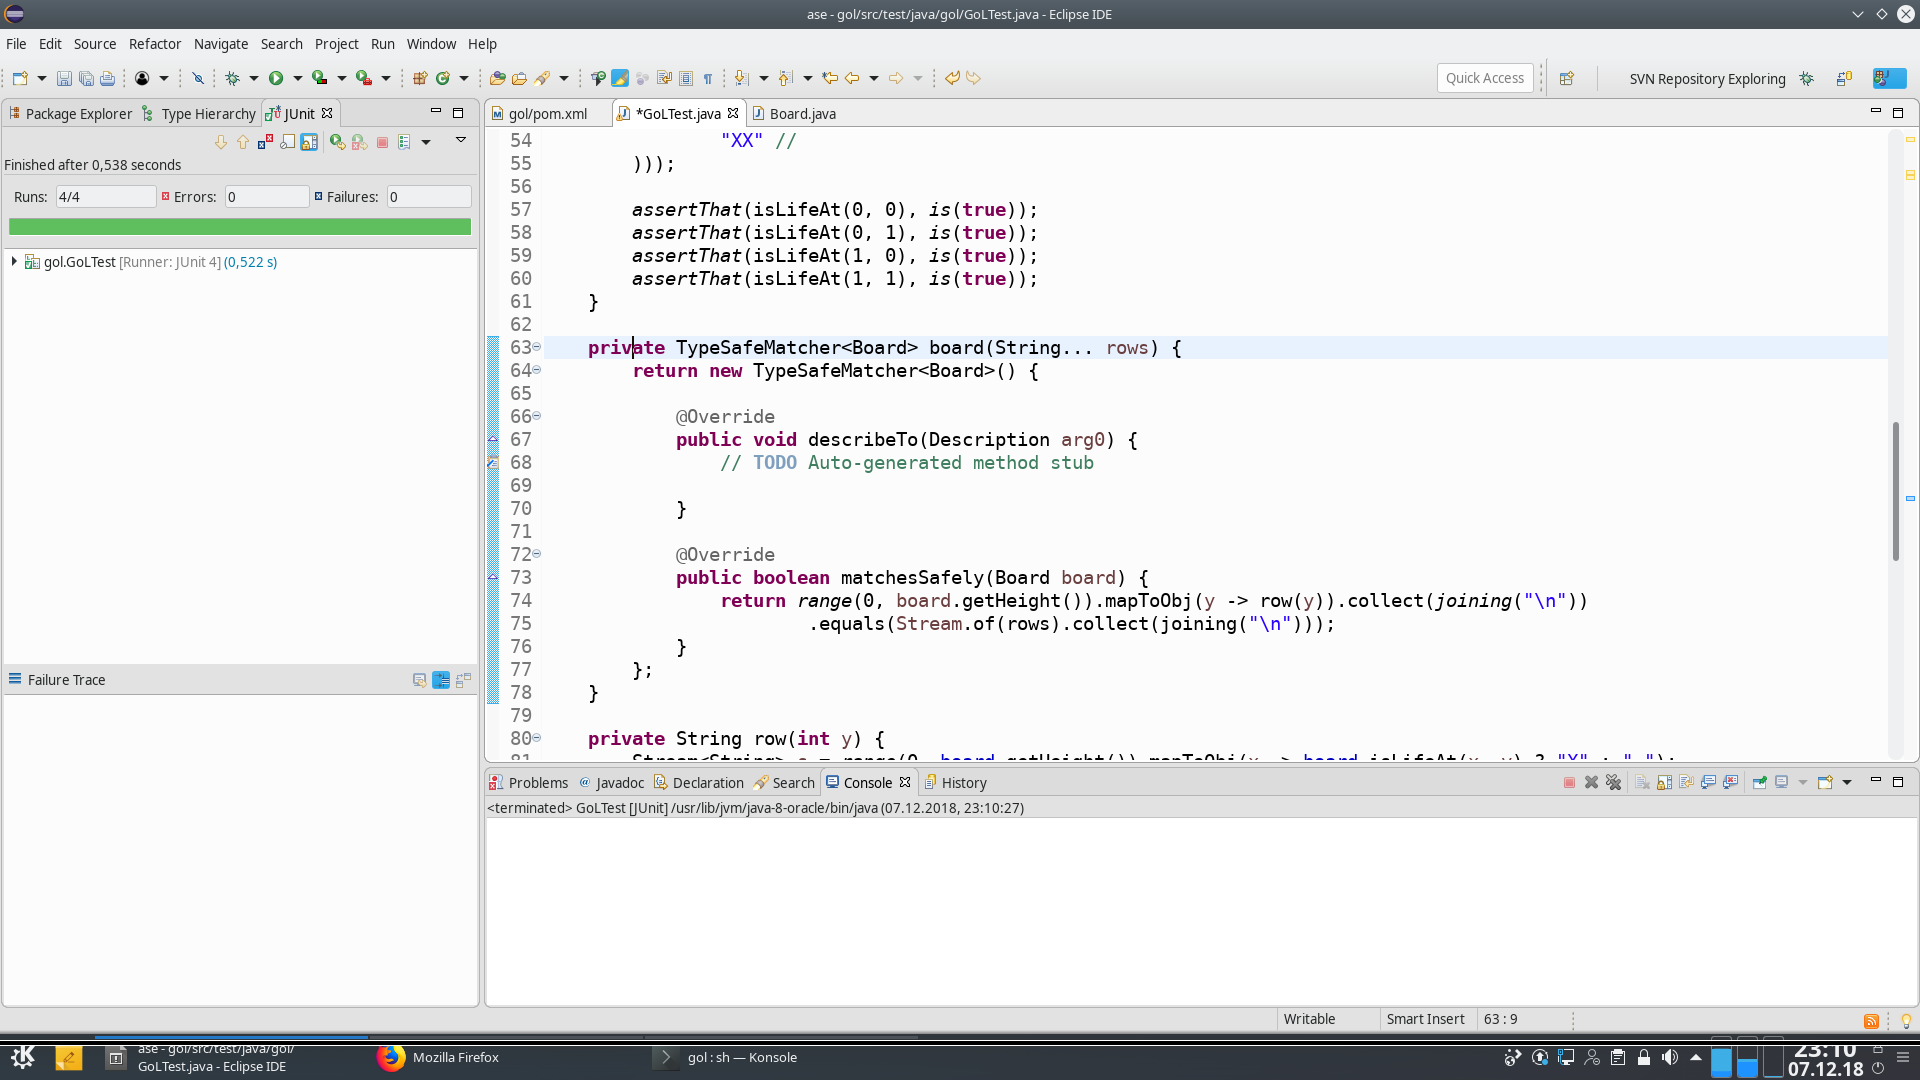 ase - gol/src/test/java/gol/GoLTest.java - Eclipse IDE
File Edit Source Refactor Navigate Search Project Run Window Help
Quick Access
SVN Repository Exploring
Package Explorer Type Hierarchy JUnit
Finished after 0,538 seconds
Runs: 4/4 Errors: 0 Failures: 0
gol.GoLTest [Runner: JUnit 4] (0,522 s)
Failure Trace
gol/pom.xml *GoLTest.java Board.java
54 "XX" //
55 )));
56
57 assertThat(isLifeAt(0, 0), is(true));
58 assertThat(isLifeAt(0, 1), is(true));
59 assertThat(isLifeAt(1, 0), is(true));
60 assertThat(isLifeAt(1, 1), is(true));
61 }
62
63 private TypeSafeMatcher<Board> board(String... rows) {
64 return new TypeSafeMatcher<Board>() {
65
66 @Override
67 public void describeTo(Description arg0) {
68 // TODO Auto-generated method stub
69
70 }
71
72 @Override
73 public boolean matchesSafely(Board board) {
74 return range(0, board.getHeight()).mapToObj(y -> row(y)).collect(joining("\n"))
75 .equals(Stream.of(rows).collect(joining("\n")));
76 }
77 };
78 }
79
80 private String row(int y) {
81 Stream<String> s = range(0, board.getHeight()).mapToObj(x -> board.isLifeAt(x, y) ? "X" : " ");
Problems Javadoc Declaration Search Console History
<terminated> GoLTest [JUnit] /usr/lib/jvm/java-8-oracle/bin/java (07.12.2018, 23:10:27)
Writable Smart Insert 63 : 9
ase - gol/src/test/java/gol/
GoLTest.java - Eclipse IDE
Mozilla Firefox
gol : sh — Konsole
23:10
07.12.18